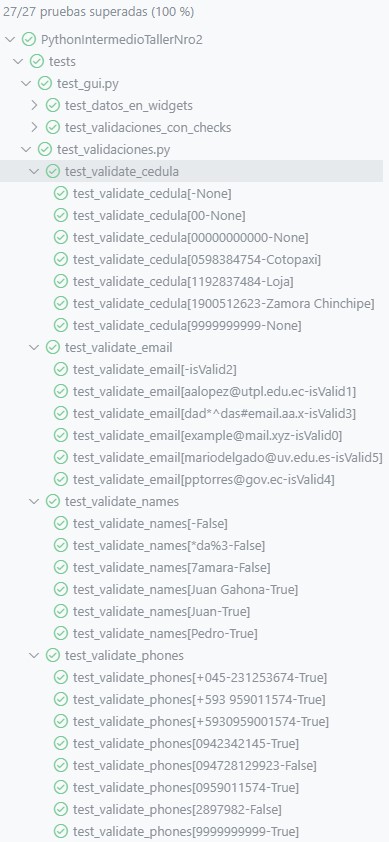 27/27 pruebas superadas (100 %)
PythonIntermedioTallerNro2
tests
test_gui.py
test_datos_en_widgets
test_validaciones_con_checks
test_validaciones.py
test_validate_cedula
test_validate_cedula[-None]
test_validate_cedula[00-None]
test_validate_cedula[00000000000-None]
test_validate_cedula[0598384754-Cotopaxi]
test_validate_cedula[1192837484-Loja]
test_validate_cedula[1900512623-Zamora Chinchipe]
test_validate_cedula[9999999999-None]
test_validate_email
test_validate_email[-isValid2]
test_validate_email[aalopez@utpl.edu.ec-isValid1]
test_validate_email[dad*^das#email.aa.x-isValid3]
test_validate_email[example@mail.xyz-isValid0]
test_validate_email[mariodelgado@uv.edu.es-isValid5]
test_validate_email[pptorres@gov.ec-isValid4]
test_validate_names
test_validate_names[-False]
test_validate_names[*da%3-False]
test_validate_names[7amara-False]
test_validate_names[Juan Gahona-True]
test_validate_names[Juan-True]
test_validate_names[Pedro-True]
test_validate_phones
test_validate_phones[+045-231253674-True]
test_validate_phones[+593 959011574-True]
test_validate_phones[+5930959001574-True]
test_validate_phones[0942342145-True]
test_validate_phones[094728129923-False]
test_validate_phones[0959011574-True]
test_validate_phones[2897982-False]
test_validate_phones[9999999999-True]